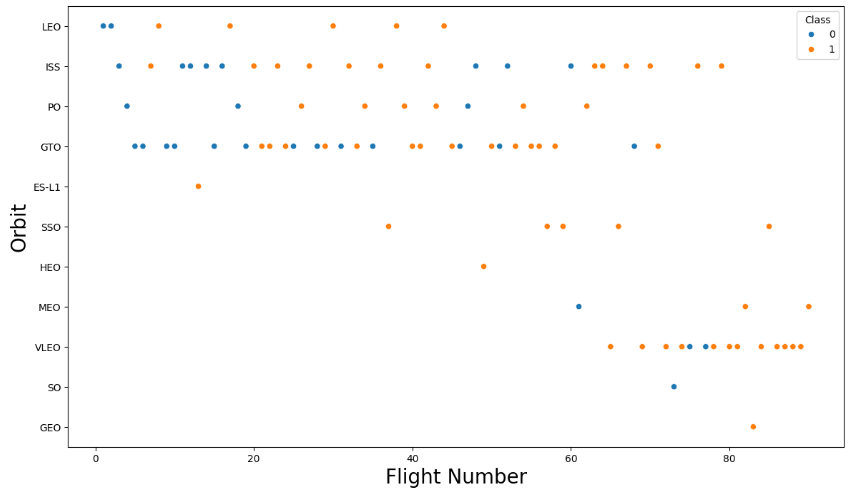 LEO
ISS
PO
GTO
ES-L1
SSO
HEO
MEO
VLEO
SO
GEO
Orbit
Class
0
1
0 20 40 60 80
Flight Number